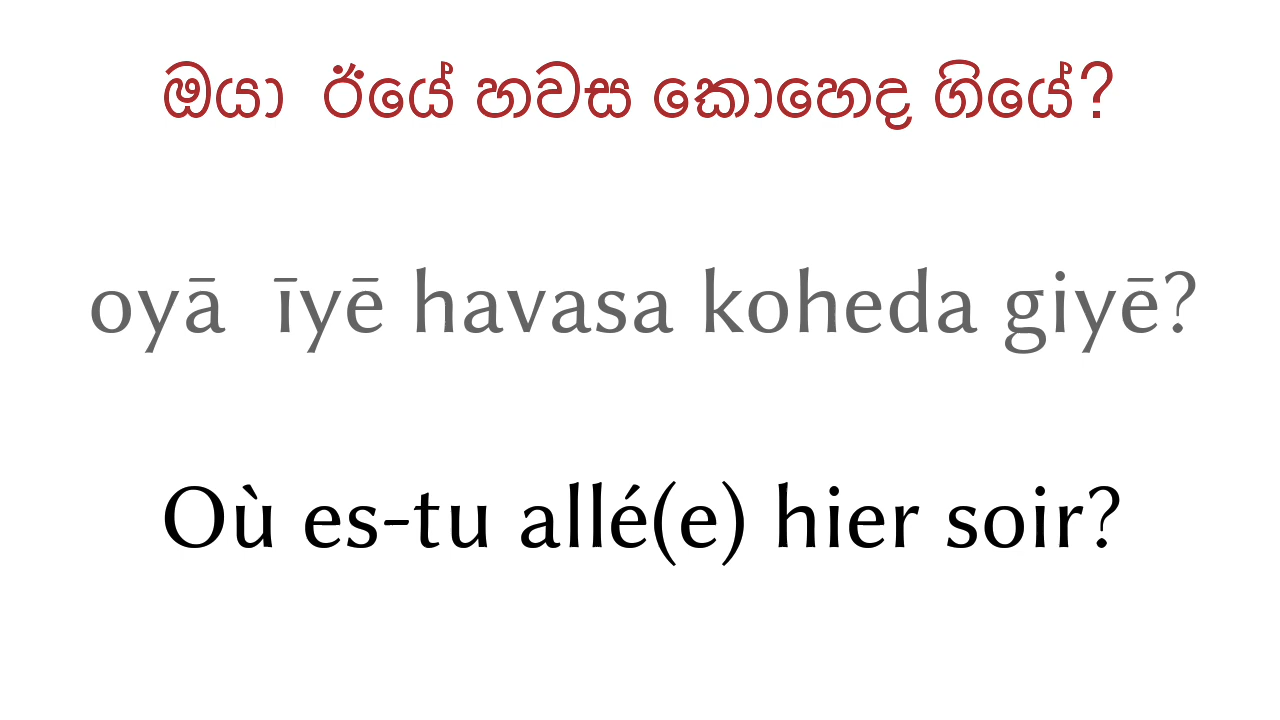 ඔයා  ඊයේ හවස කොහෙද ගියේ?
oyā  īyē havasa koheda giyē?
Où es-tu allé(e) hier soir?